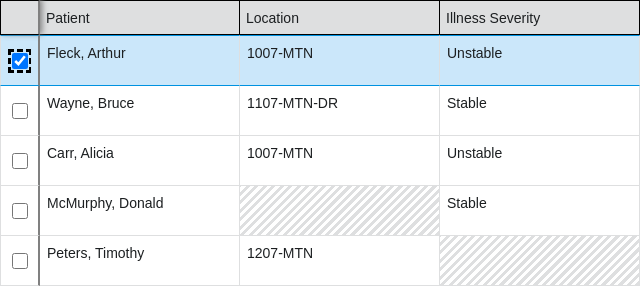 Patient Location Illness Severity
Fleck, Arthur 1007-MTN Unstable
Wayne, Bruce 1107-MTN-DR Stable
Carr, Alicia 1007-MTN Unstable
McMurphy, Donald Stable
Peters, Timothy 1207-MTN